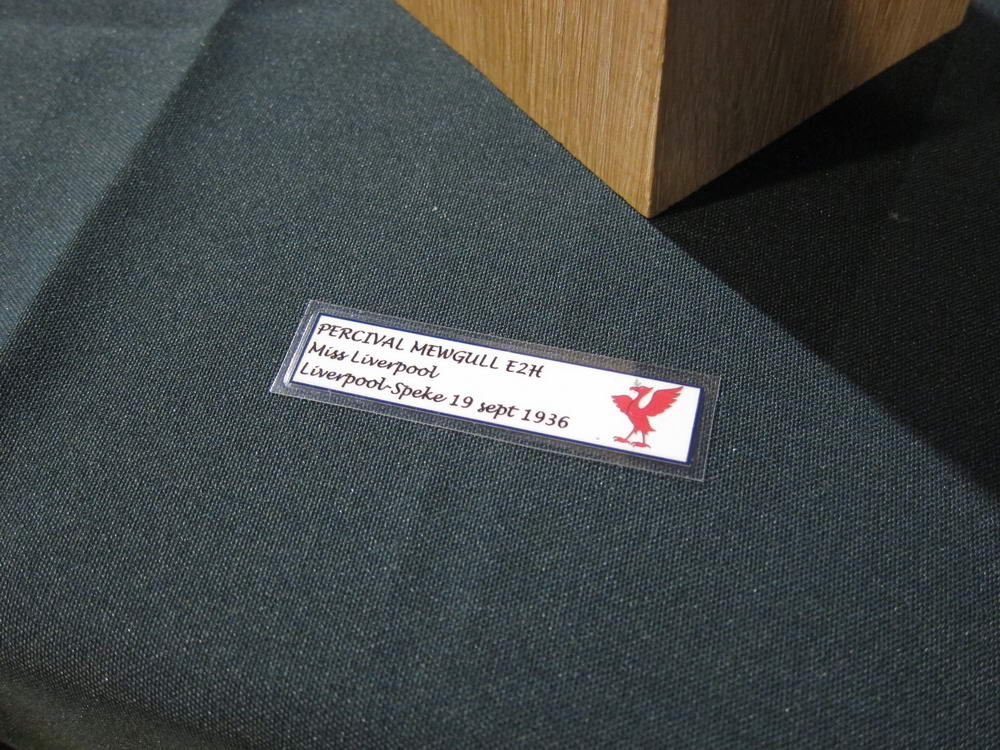 PERCIVAL MEWGULL E2H
Miss Liverpool
Liverpool-Speke 19 sept 1936